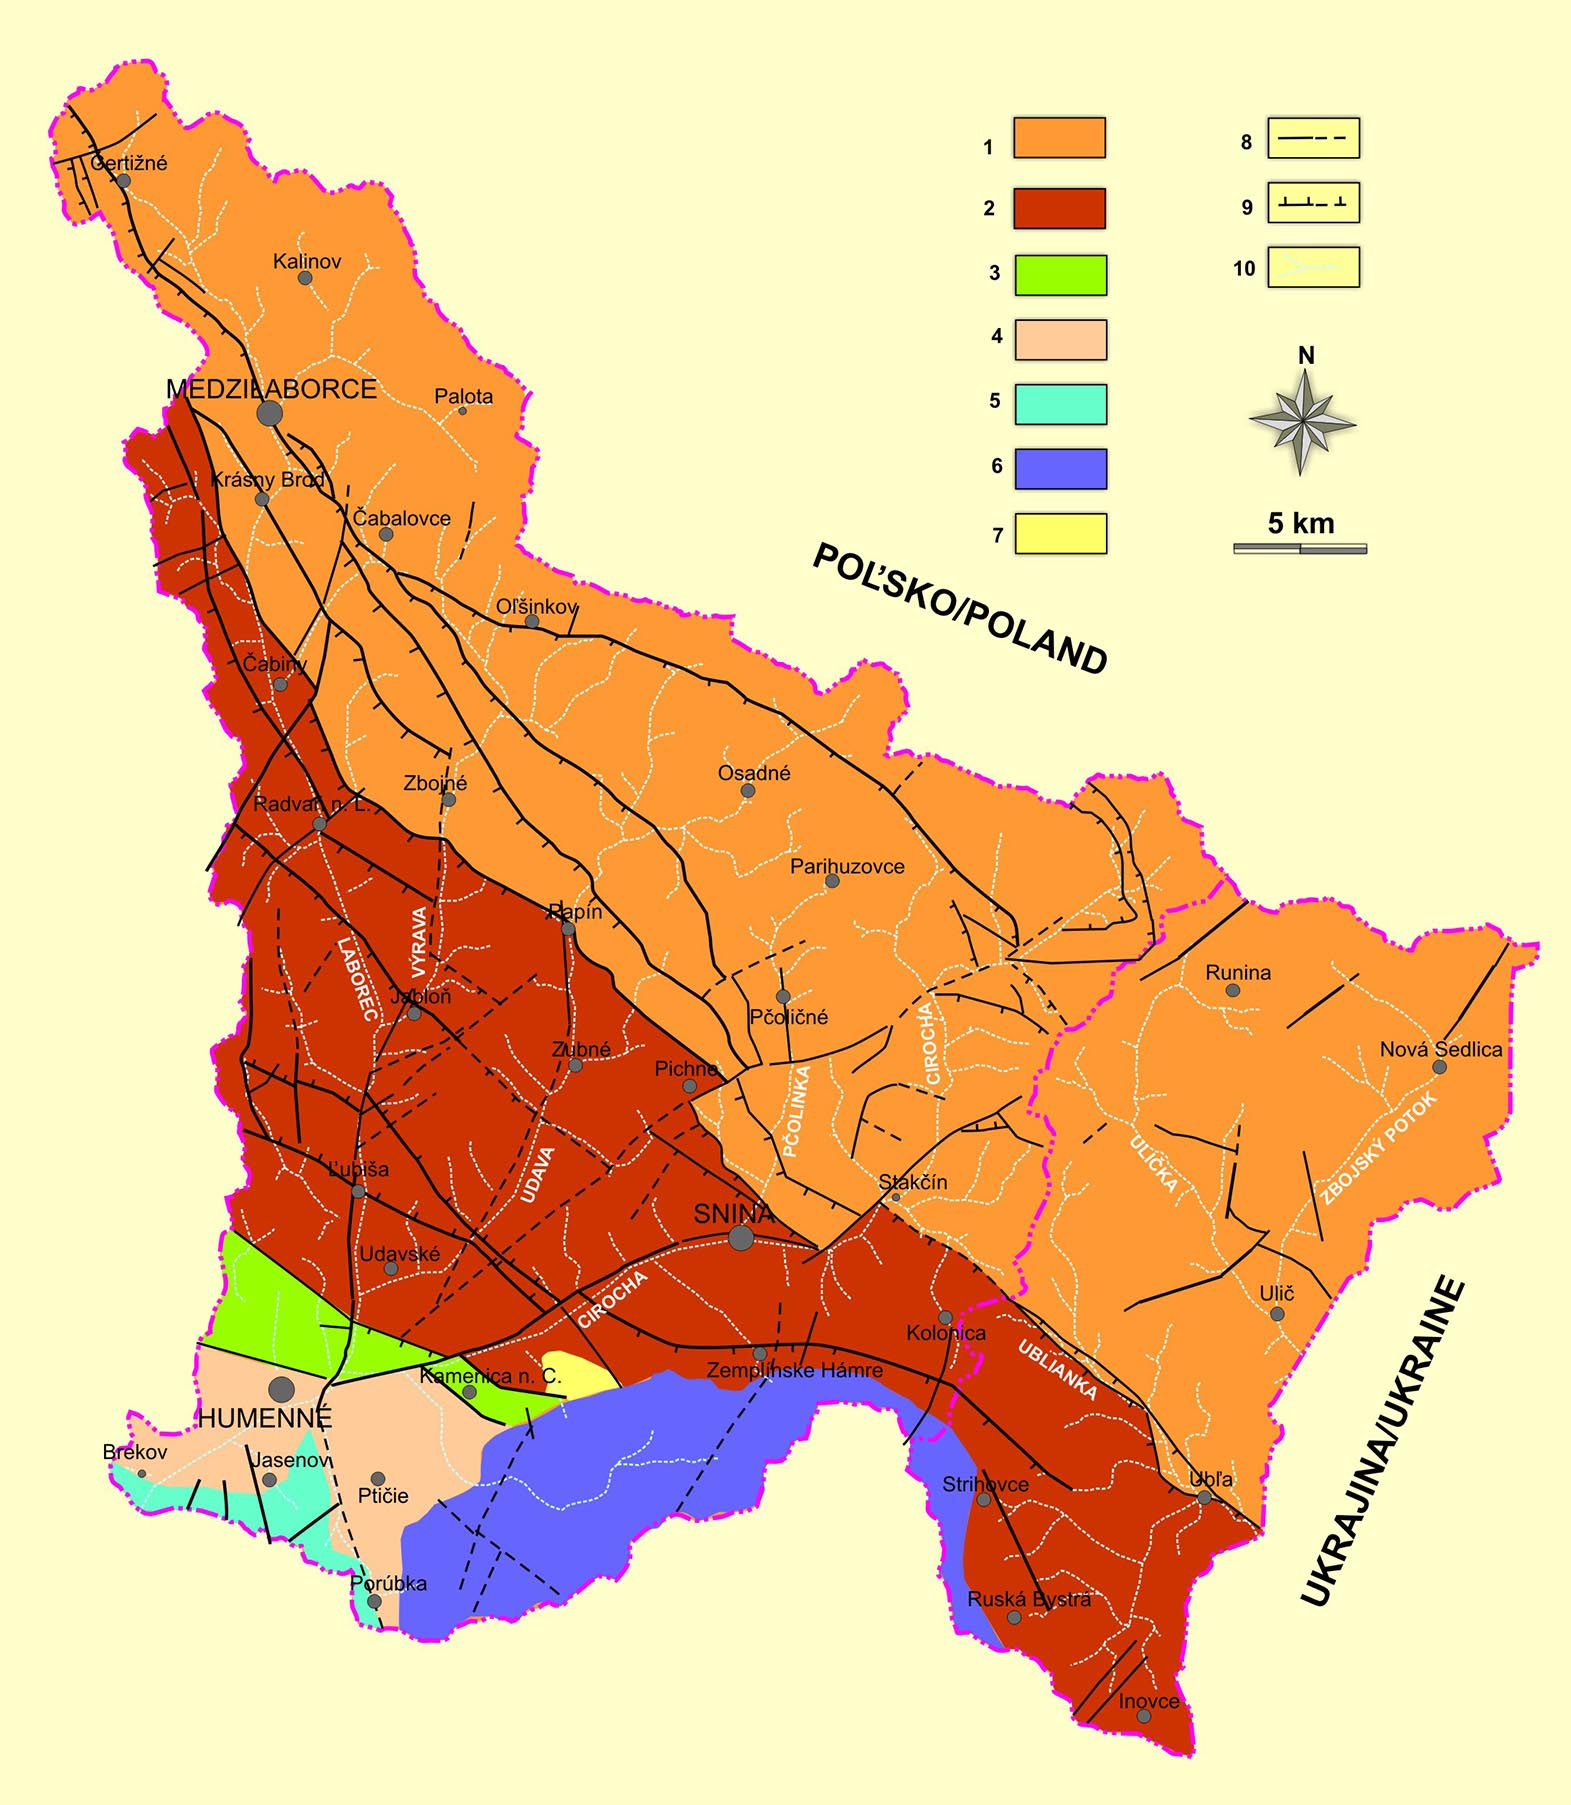 1
2
3
4
5
6
7
8
9
10
N
5 km
POĽSKO/POLAND
UKRAJINA/UKRAINE
Čertižné
Kalinov
MEDZILABORCE
Palota
Krásny Brod
Čabalovce
Oľšinkov
Čabiny
Zbojné
Osadné
Radvaň n. L.
Parihuzovce
Papín
VÝRAVA
LABOREC
Jabloň
Runina
Pčoličné
CIROCHA
Zubné
Nová Sedlica
Pichne
PČOLINKA
ULIČKA
ZBOJSKÝ POTOK
Ľubiša
UDAVA
Stakčín
SNINA
Udavské
CIROCHA
Ulič
Kolonica
UBLIANKA
Zemplínske Hámre
Kamenica n. C.
HUMENNÉ
Brekov
Jasenov
Ptičie
Strihovce
Ubľa
Porúbka
Ruská Bystrá
Inovce